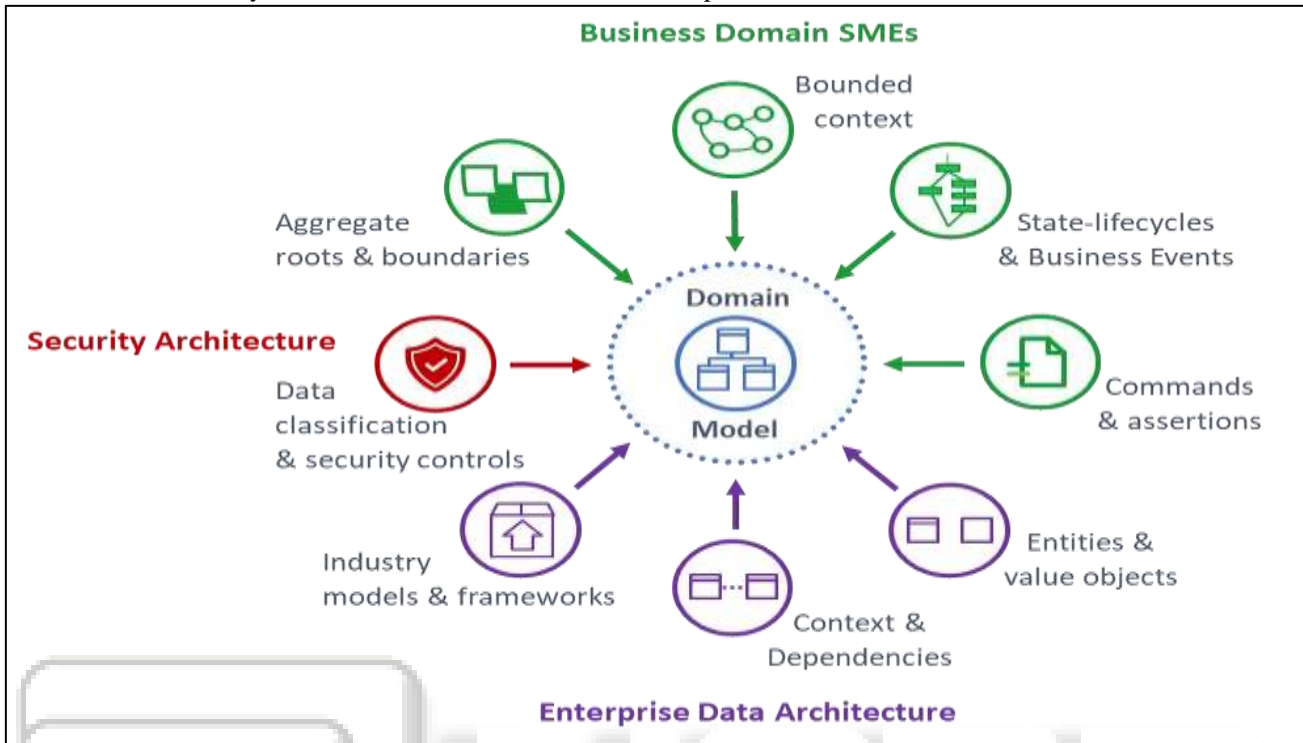 Business Domain SMEs
Bounded
context
Aggregate
roots & boundaries
State-lifecycles
& Business Events
Domain
Model
Security Architecture
Data
classification
& security controls
Commands
& assertions
Industry
models & frameworks
Entities &
value objects
Context &
Dependencies
Enterprise Data Architecture